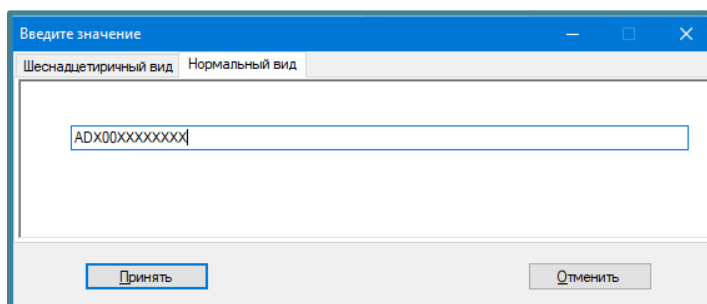 Введите значение
Шеснадцетиричный вид Нормальный вид
ADX00XXXXXXXX
Принять Отменить